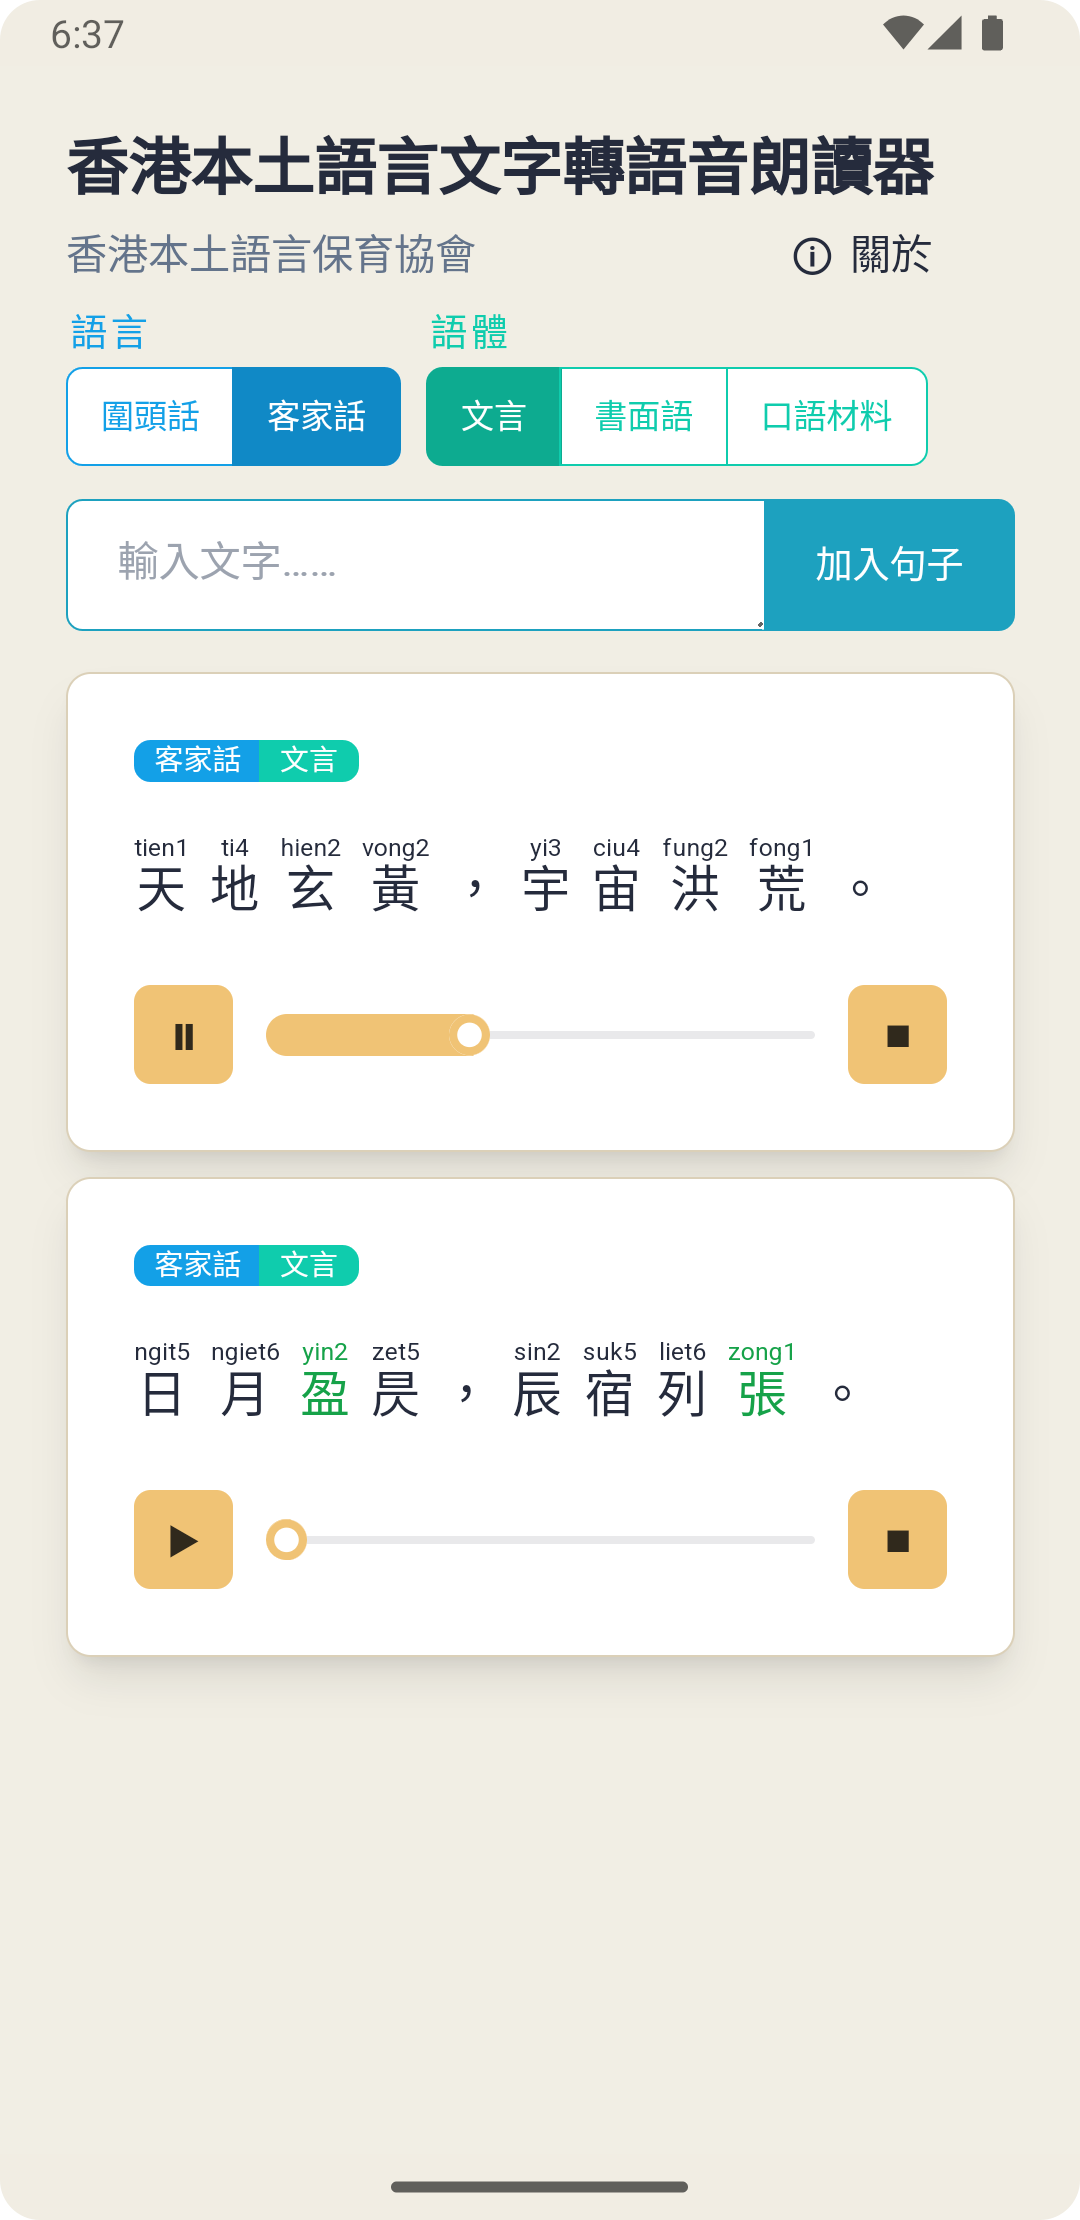 6:37
香港本土語言文字轉語音朗讀器
香港本土語言保育協會
關於
語言
語體
圍頭話
客家話
文言
書面語
口語材料
輸入文字……
加入句子
客家話 文言
tien1 ti4 hien2 vong2 yi3 ciu4 fung2 fong1
天地玄黃，宇宙洪荒。
客家話 文言
ngit5 ngiet6 yin2 zet5 sin2 suk5 liet6 zong1
日月盈昃，辰宿列張。